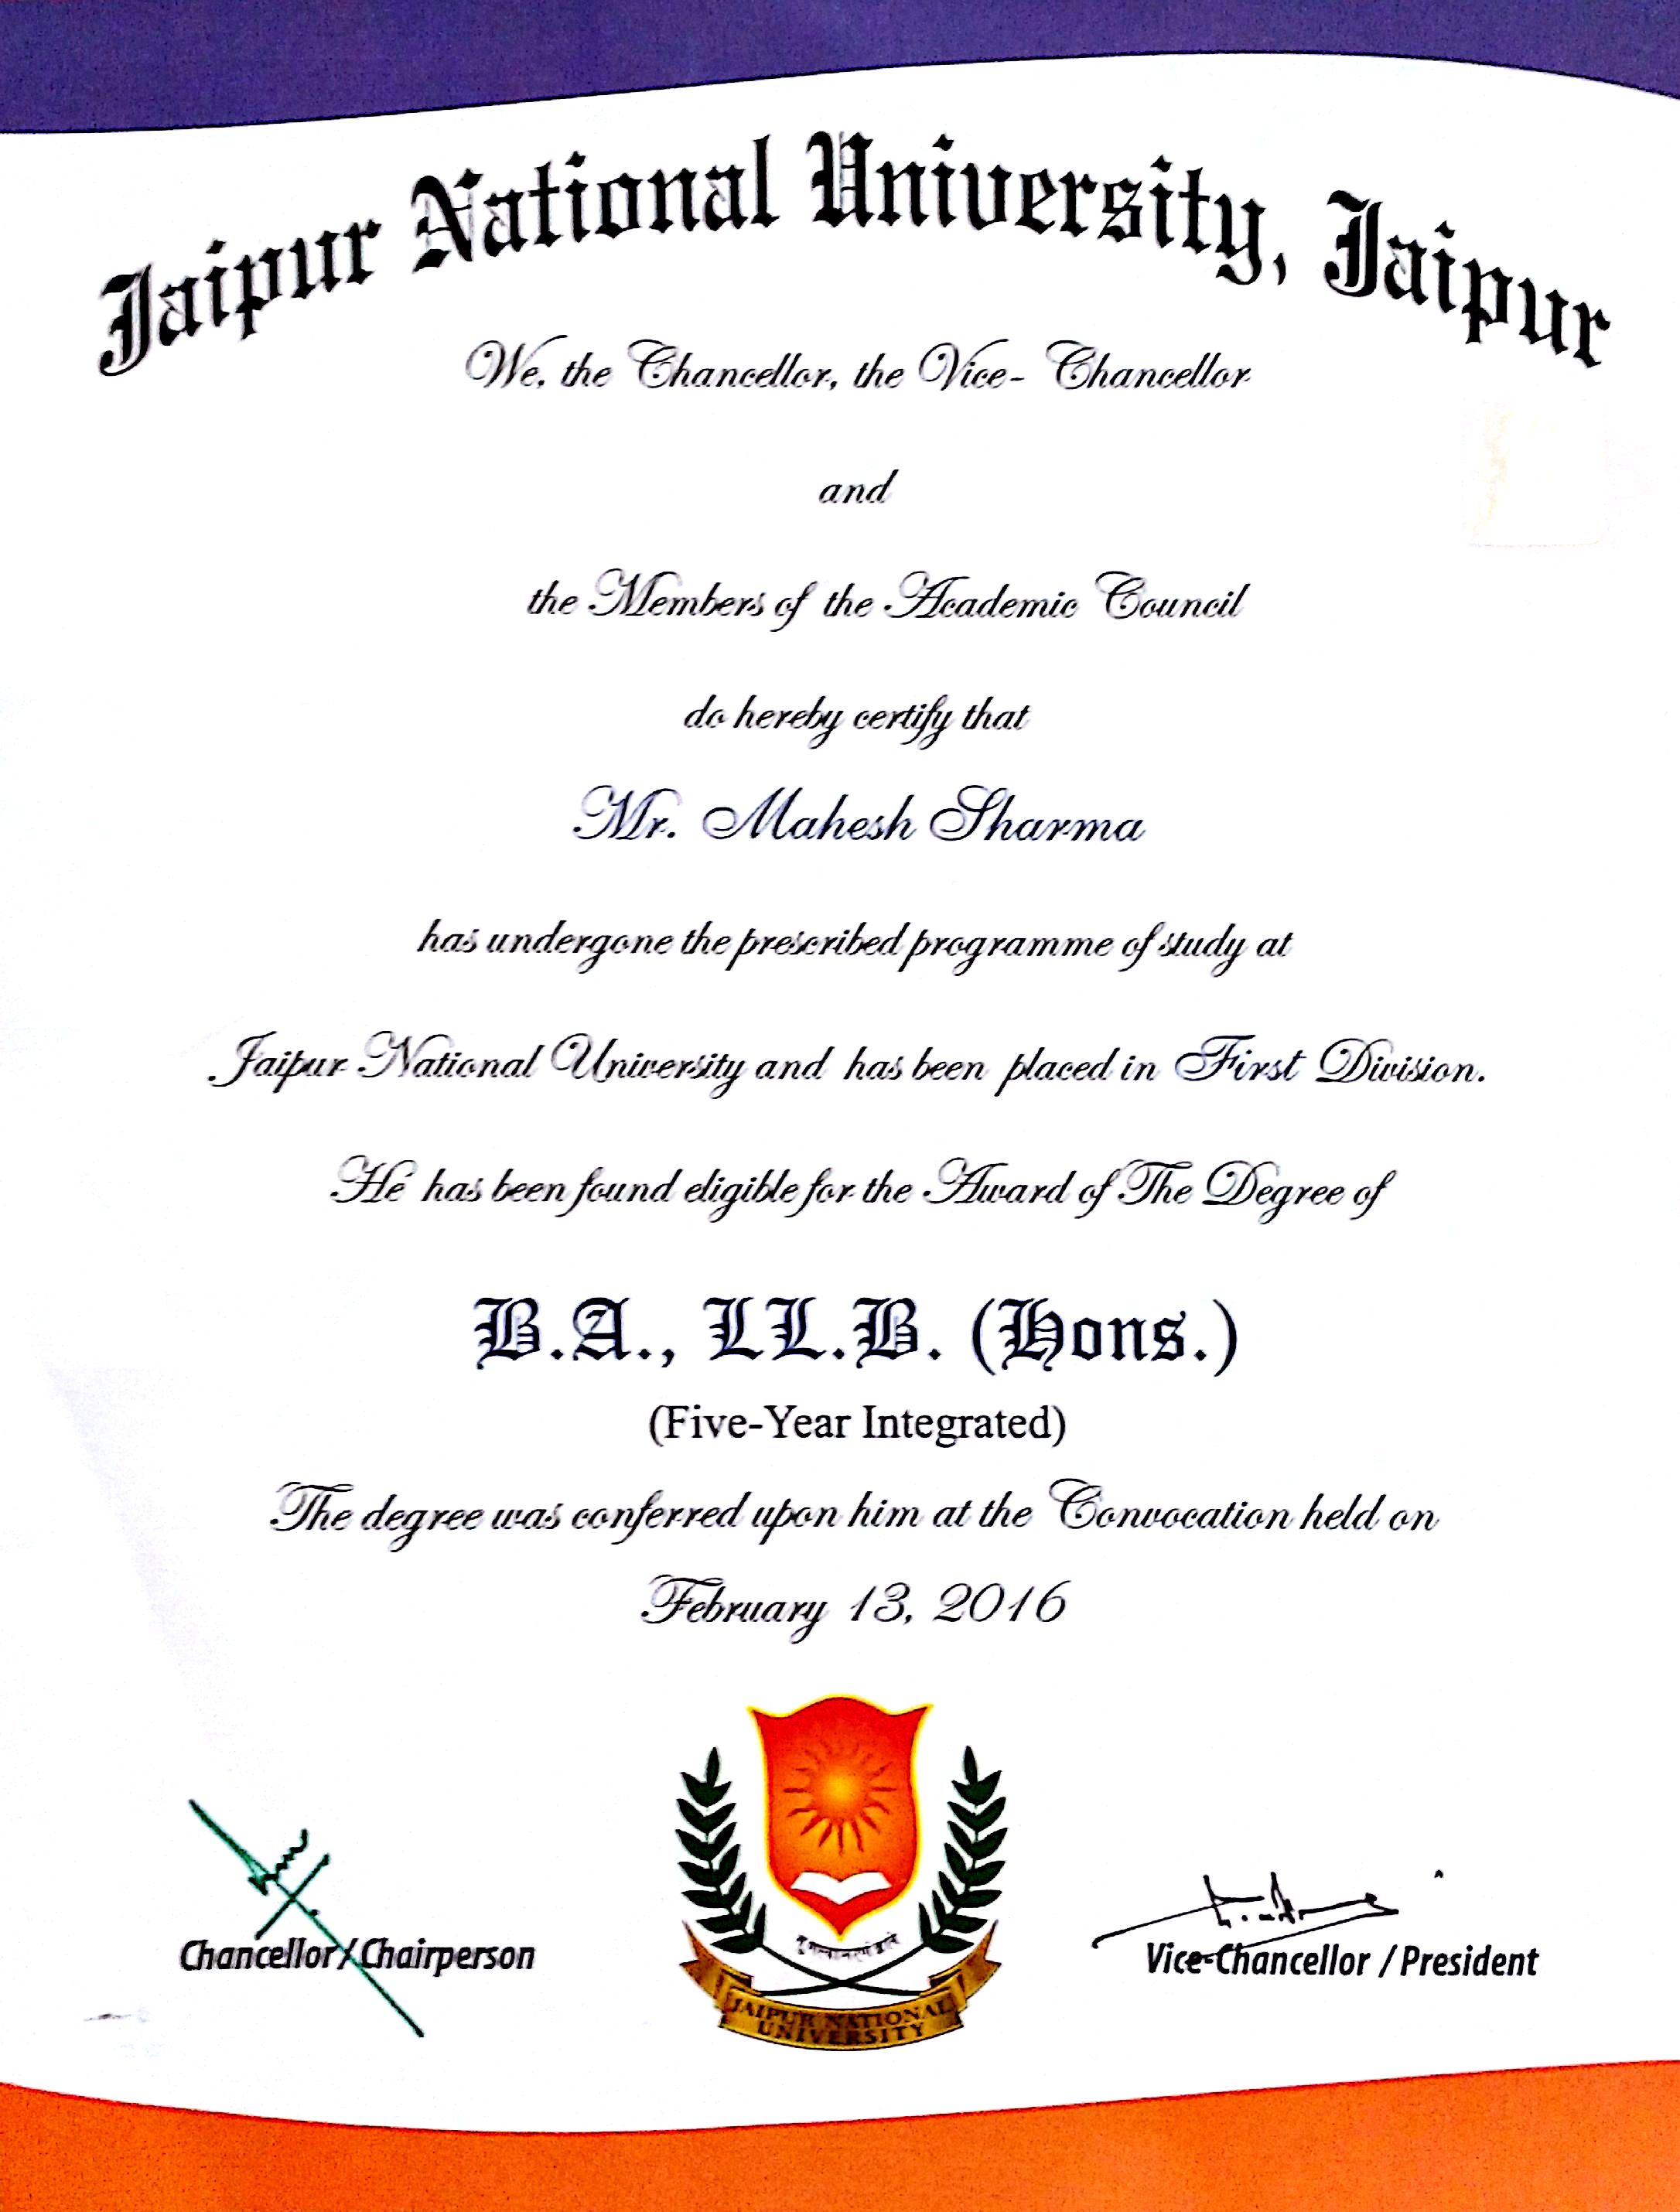 Jaipur National University, Jaipur
We, the Chancellor, the Vice- Chancellor
and
the Members of the Academic Council
do hereby certify that
Mr. Mahesh Sharma
has undergone the prescribed programme of study at
Jaipur National University and has been placed in First Division.
He has been found eligible for the Award of The Degree of
B.A., LL.B. (Hons.)
(Five-Year Integrated)
The degree was conferred upon him at the Convocation held on
February 13, 2016
Chancellor / Chairperson
Vice-Chancellor / President
JAIPUR NATIONAL
UNIVERSITY